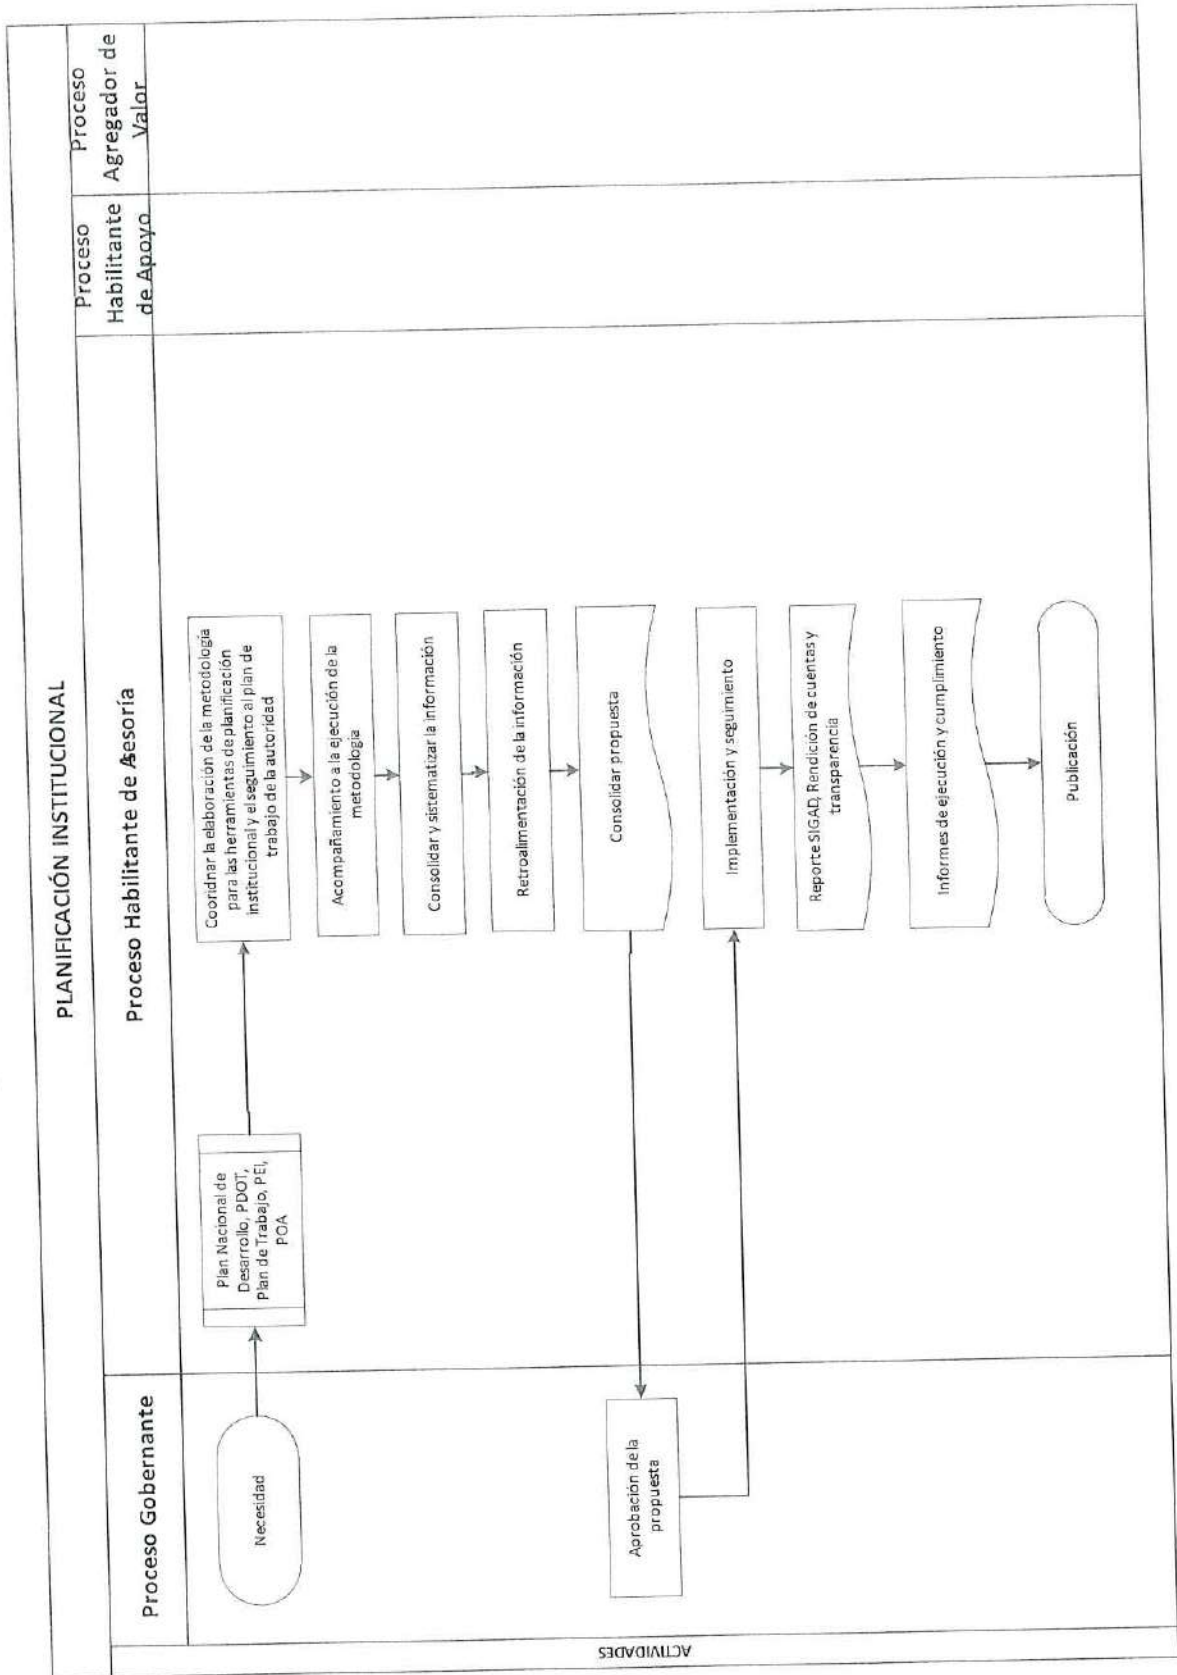 PLANIFICACIÓN INSTITUCIONAL
Proceso Gobernante
Proceso Habilitante de Asesoría
Proceso
Habilitante
de Apoyo
Proceso
Agregador de
Valor
ACTIVIDADES
Necesidad
Plan Nacional de
Desarrollo, PDOT,
Plan de Trabajo, PEI,
POA
Cooridnar la elaboración de la metodología
para las herramientas de planificación
institucional y el seguimiento al plan de
trabajo de la autoridad
Acompañamiento a la ejecución de la
metodología
Consolidar y sistematizar la información
Retroalimentación de la información
Consolidar propuesta
Aprobación de la
propuesta
Implementación y seguimiento
Reporte SIGAD, Rendición de cuentas y
transparencia
Informes de ejecución y cumplimiento
Publicación